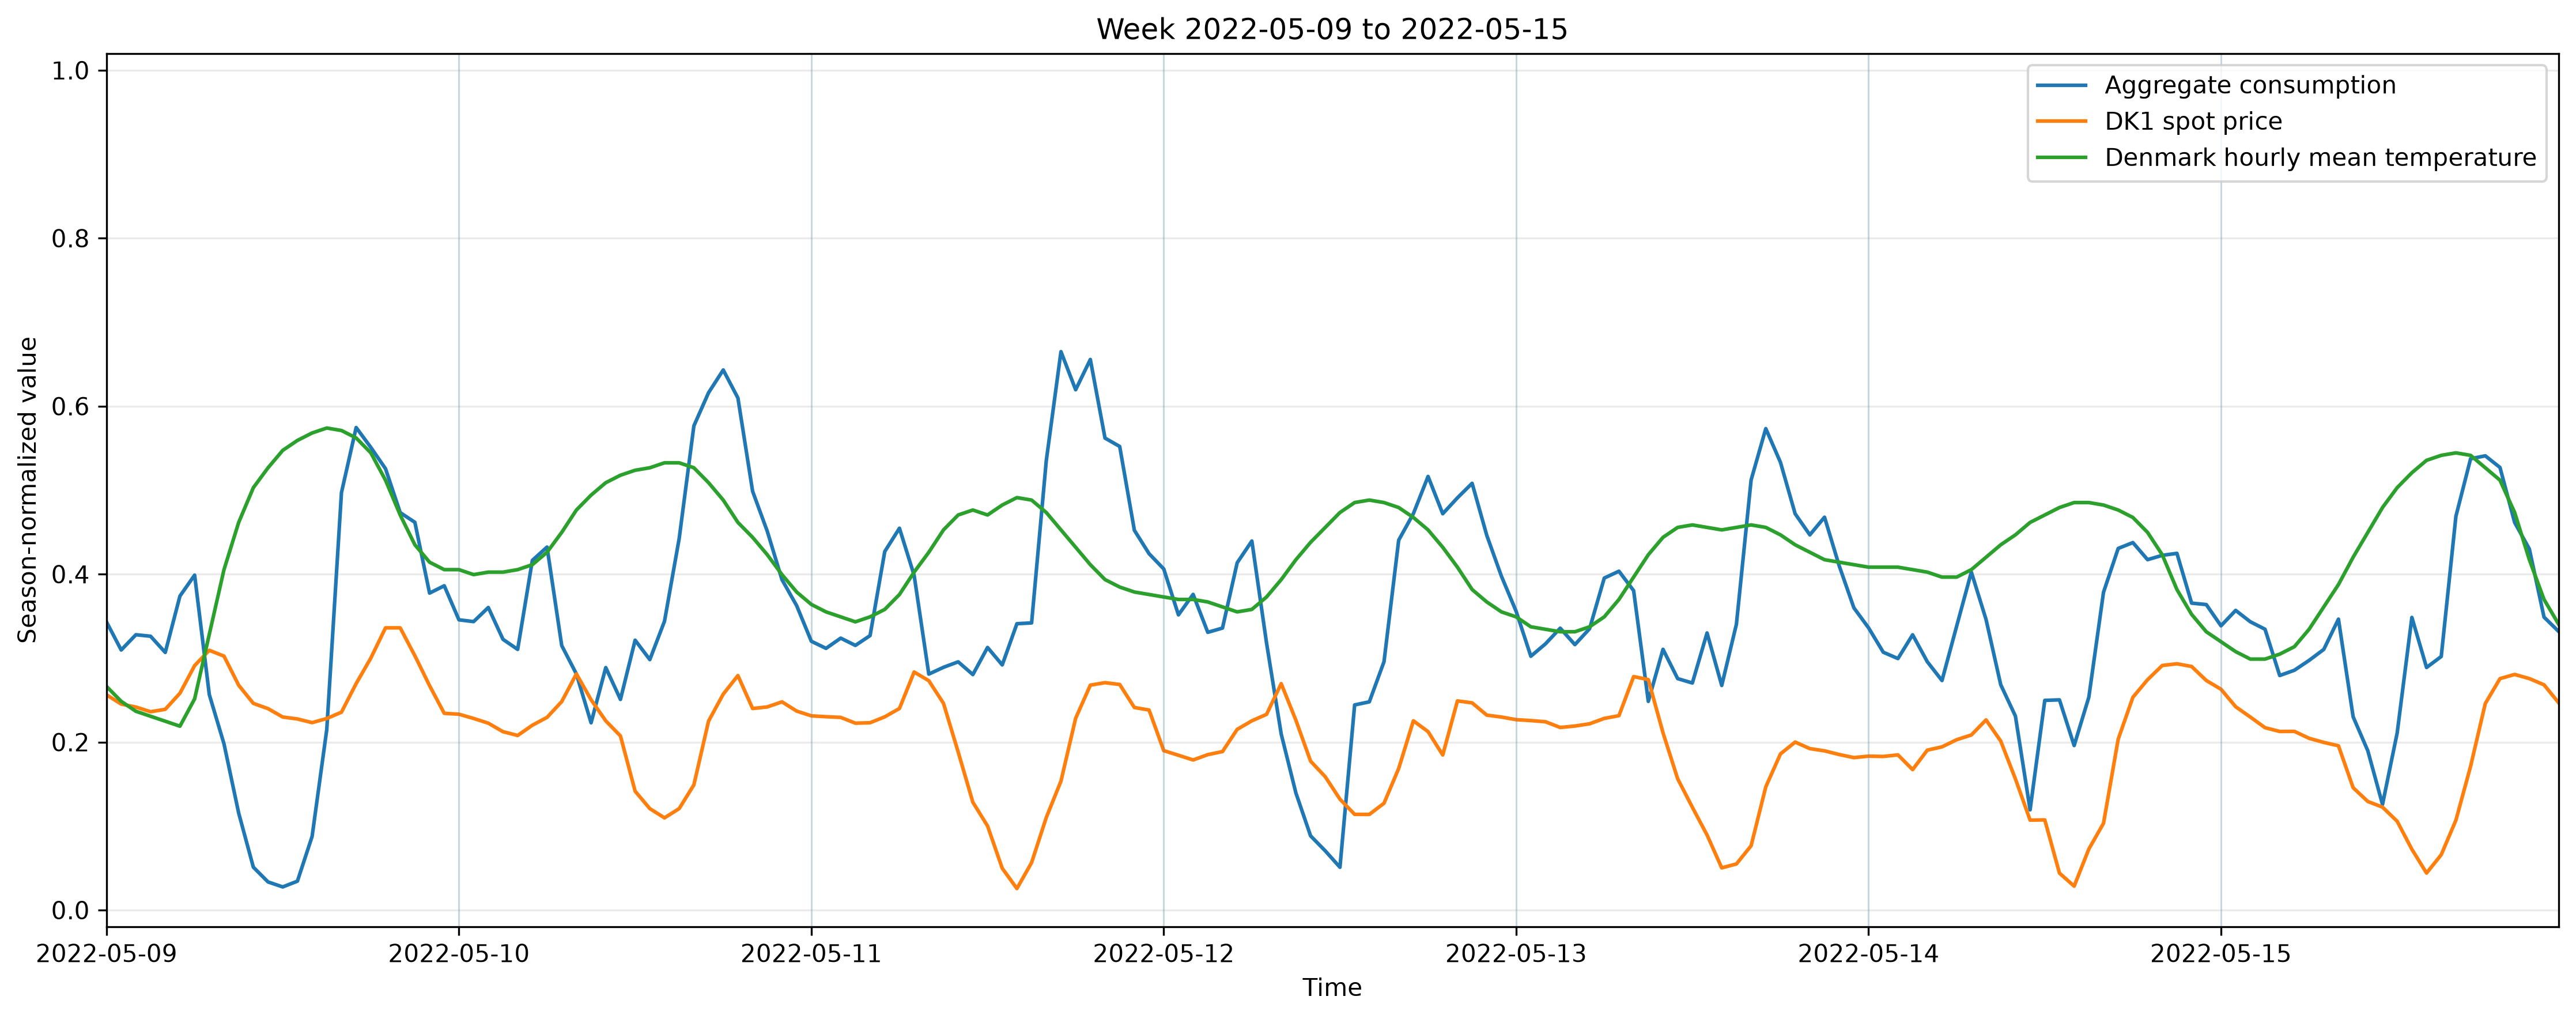 Week 2022-05-09 to 2022-05-15
Aggregate consumption
DK1 spot price
Denmark hourly mean temperature
Season-normalized value
1.0
0.8
0.6
0.4
0.2
0.0
2022-05-09 2022-05-10 2022-05-11 2022-05-12 2022-05-13 2022-05-14 2022-05-15
Time